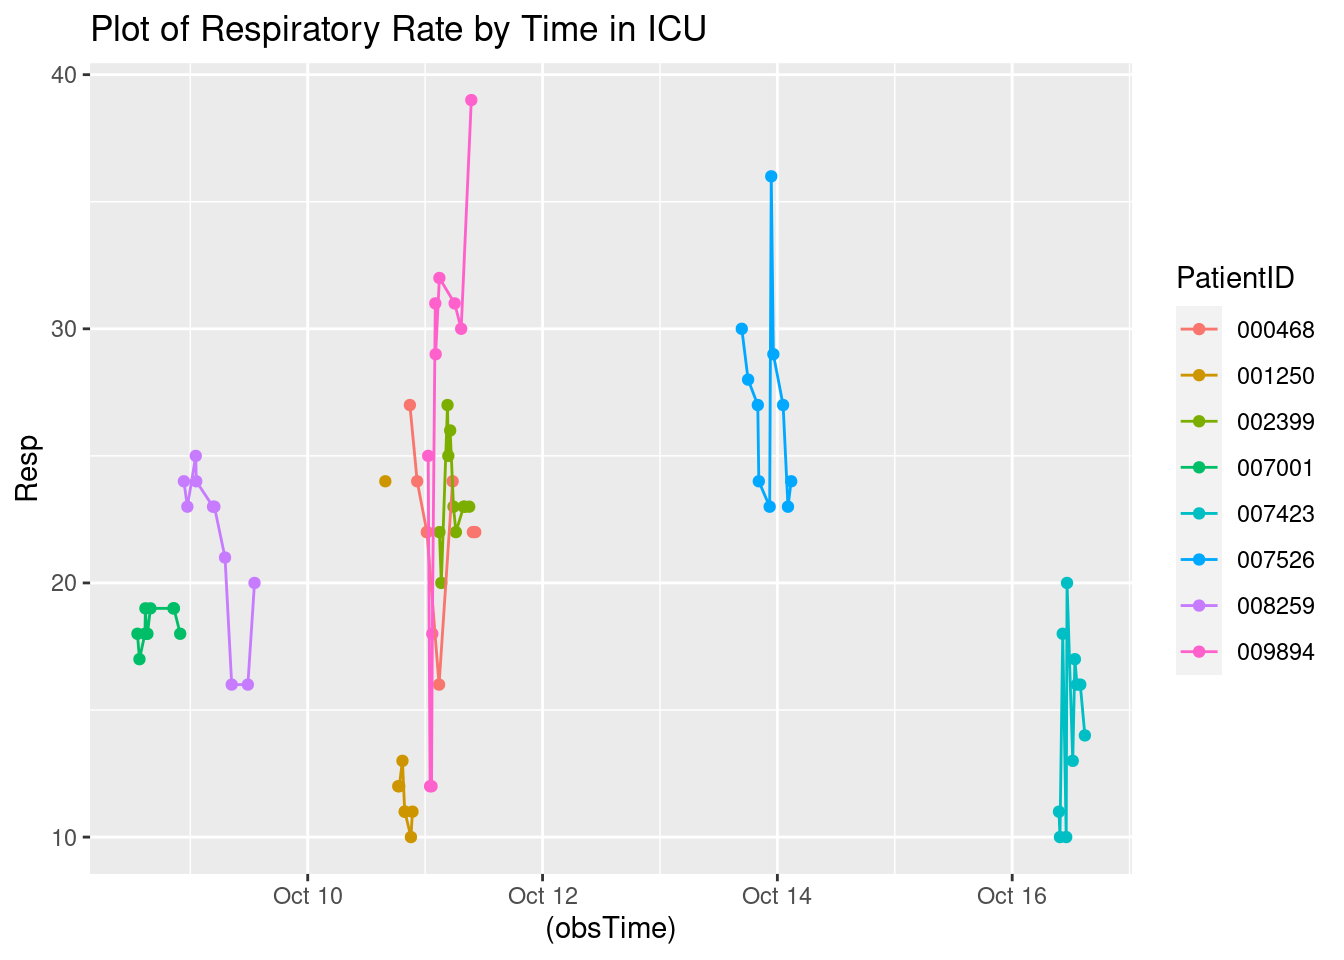 Plot of Respiratory Rate by Time in ICU
40
30
20
10
Resp
Oct 10
Oct 12
Oct 14
Oct 16
(obsTime)
PatientID
000468
001250
002399
007001
007423
007526
008259
009894